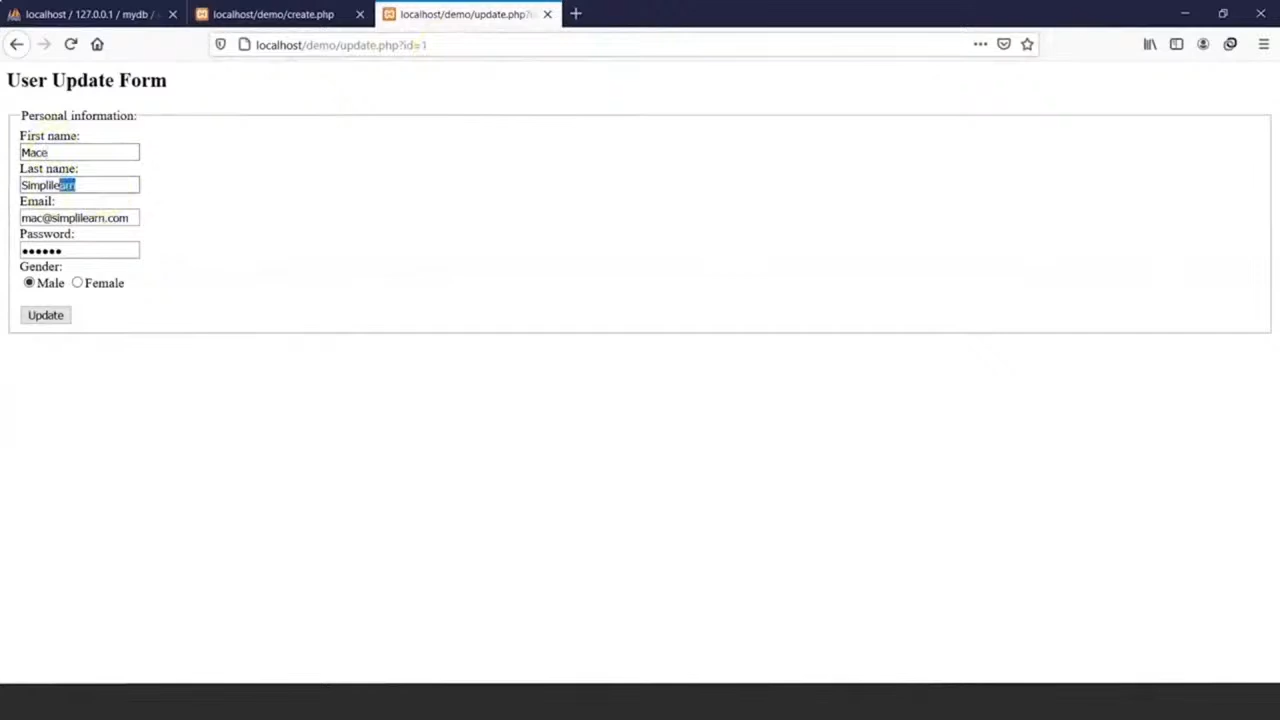 localhost / 127.0.0.1 / mydb /
localhost/demo/create.php
localhost/demo/update.php?i
localhost/demo/update.php?id=1
User Update Form
Personal information:
First name:
Mace
Last name:
Simplilearn
Email:
mac@simplilearn.com
Password:
••••••
Gender:
Male Female
Update